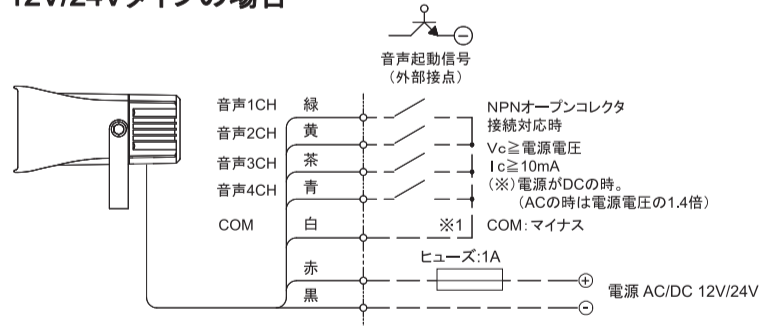 12V/24Vタイプの場合
音声起動信号
（外部接点）
音声1CH 緑
音声2CH 黄
音声3CH 茶
音声4CH 青
COM 白 ※1
赤
黒
NPNオープンコレクタ
接続対応時
Vc≧電源電圧
Ic≧10mA
（※）電源がDCの時。
（ACの時は電源電圧の1.4倍）
COM：マイナス
ヒューズ:1A
＋
－
電源 AC/DC 12V/24V